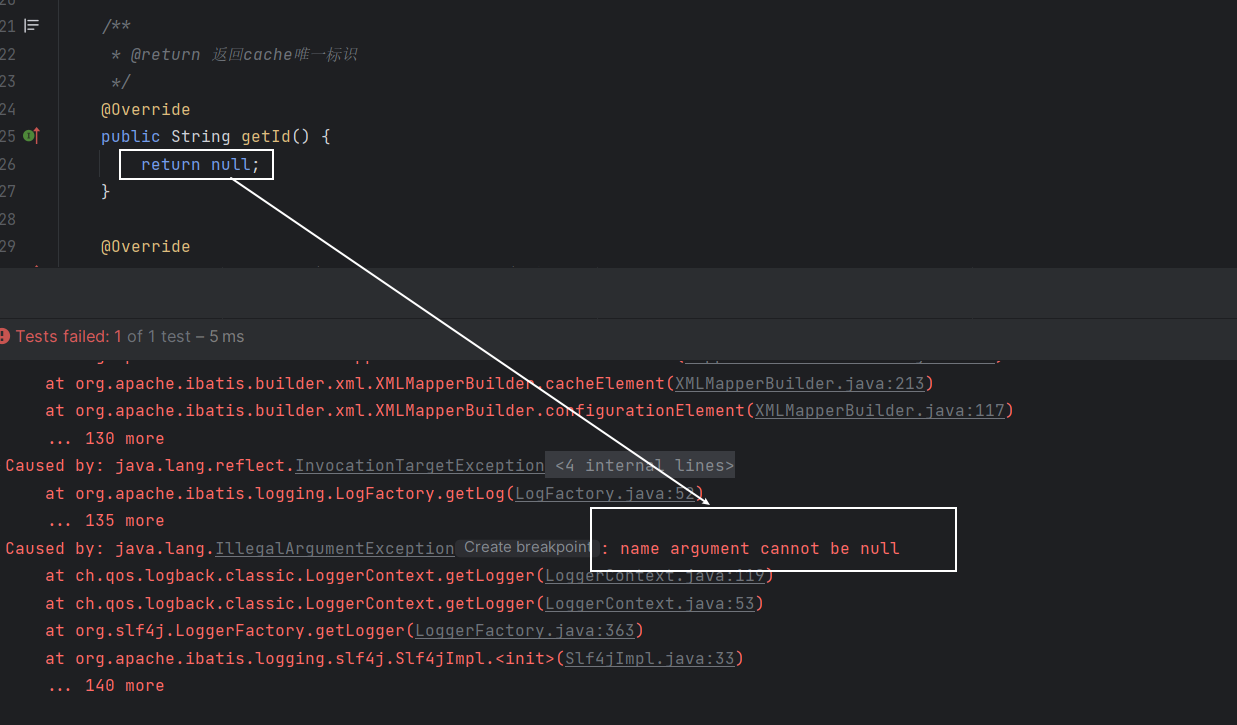 21 /**
22 * @return 返回cache唯一标识
23 */
24 @Override
25 public String getId() {
26 return null;
27 }
28
29 @Override
Tests failed: 1 of 1 test – 5 ms
at org.apache.ibatis.builder.xml.XMLMapperBuilder.cacheElement(XMLMapperBuilder.java:213)
at org.apache.ibatis.builder.xml.XMLMapperBuilder.configurationElement(XMLMapperBuilder.java:117)
... 130 more
Caused by: java.lang.reflect.InvocationTargetException <4 internal lines>
at org.apache.ibatis.logging.LogFactory.getLog(LogFactory.java:52)
... 135 more
Caused by: java.lang.IllegalArgumentException Create breakpoint : name argument cannot be null
at ch.qos.logback.classic.LoggerContext.getLogger(LoggerContext.java:119)
at ch.qos.logback.classic.LoggerContext.getLogger(LoggerContext.java:53)
at org.slf4j.LoggerFactory.getLogger(LoggerFactory.java:363)
at org.apache.ibatis.logging.slf4j.Slf4jImpl.<init>(Slf4jImpl.java:33)
... 140 more